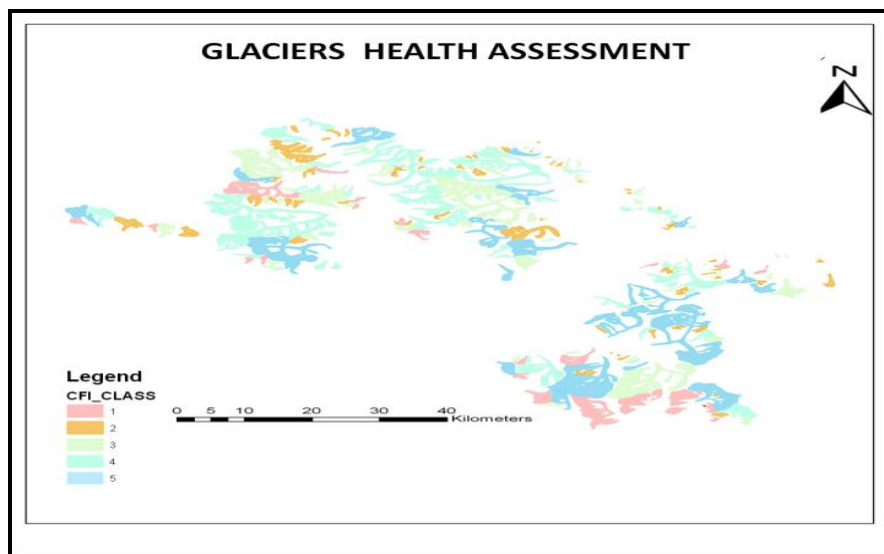 GLACIERS HEALTH ASSESSMENT
N
Legend
CFI_CLASS
1
2
3
4
5
0 5 10 20 30 40
Kilometers